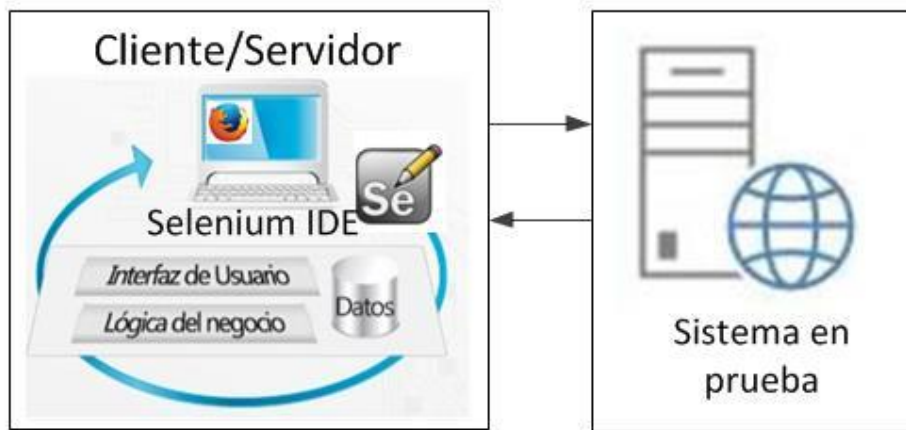 Cliente/Servidor
Se
Selenium IDE
Interfaz de Usuario
Lógica del negocio
Datos
Sistema en
prueba